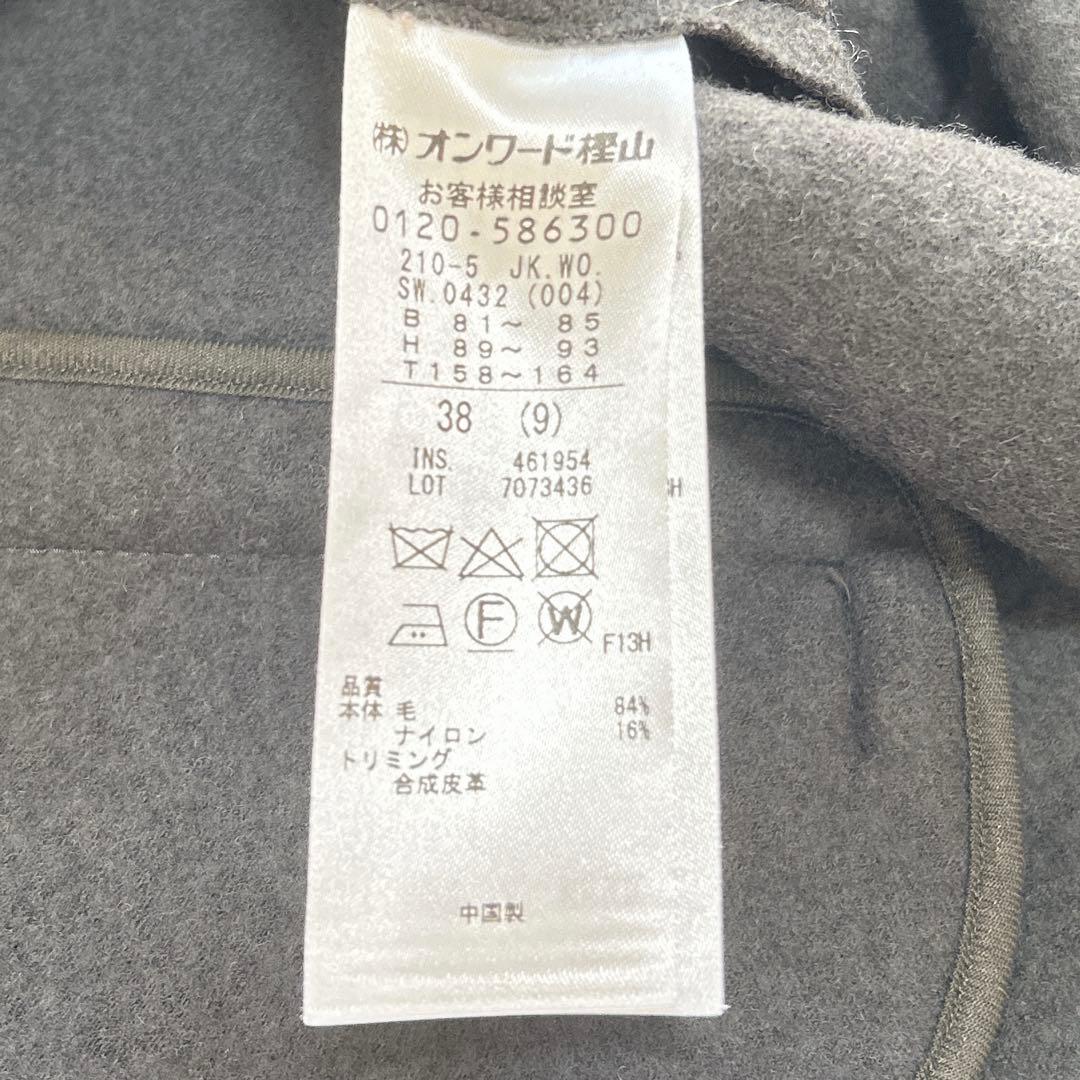 (株)オンワード樫山
お客様相談室
0120-586300
210-5 JK.WO.
SW.0432 (004)
B 81〜 85
H 89〜 93
T158〜164
38 (9)
INS. 461954
LOT 7073436
F
W
F13H
品質
本体 毛 84%
ナイロン 16%
トリミング
合成皮革
中国製